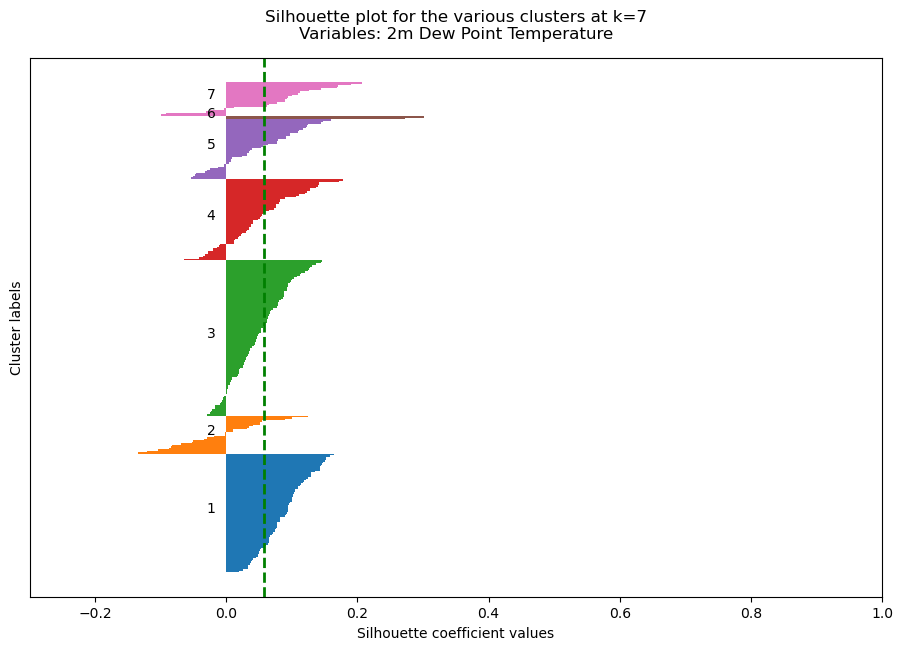 Silhouette plot for the various clusters at k=7
Variables: 2m Dew Point Temperature
7
6
5
4
3
2
1
Cluster labels
−0.2 0.0 0.2 0.4 0.6 0.8 1.0
Silhouette coefficient values